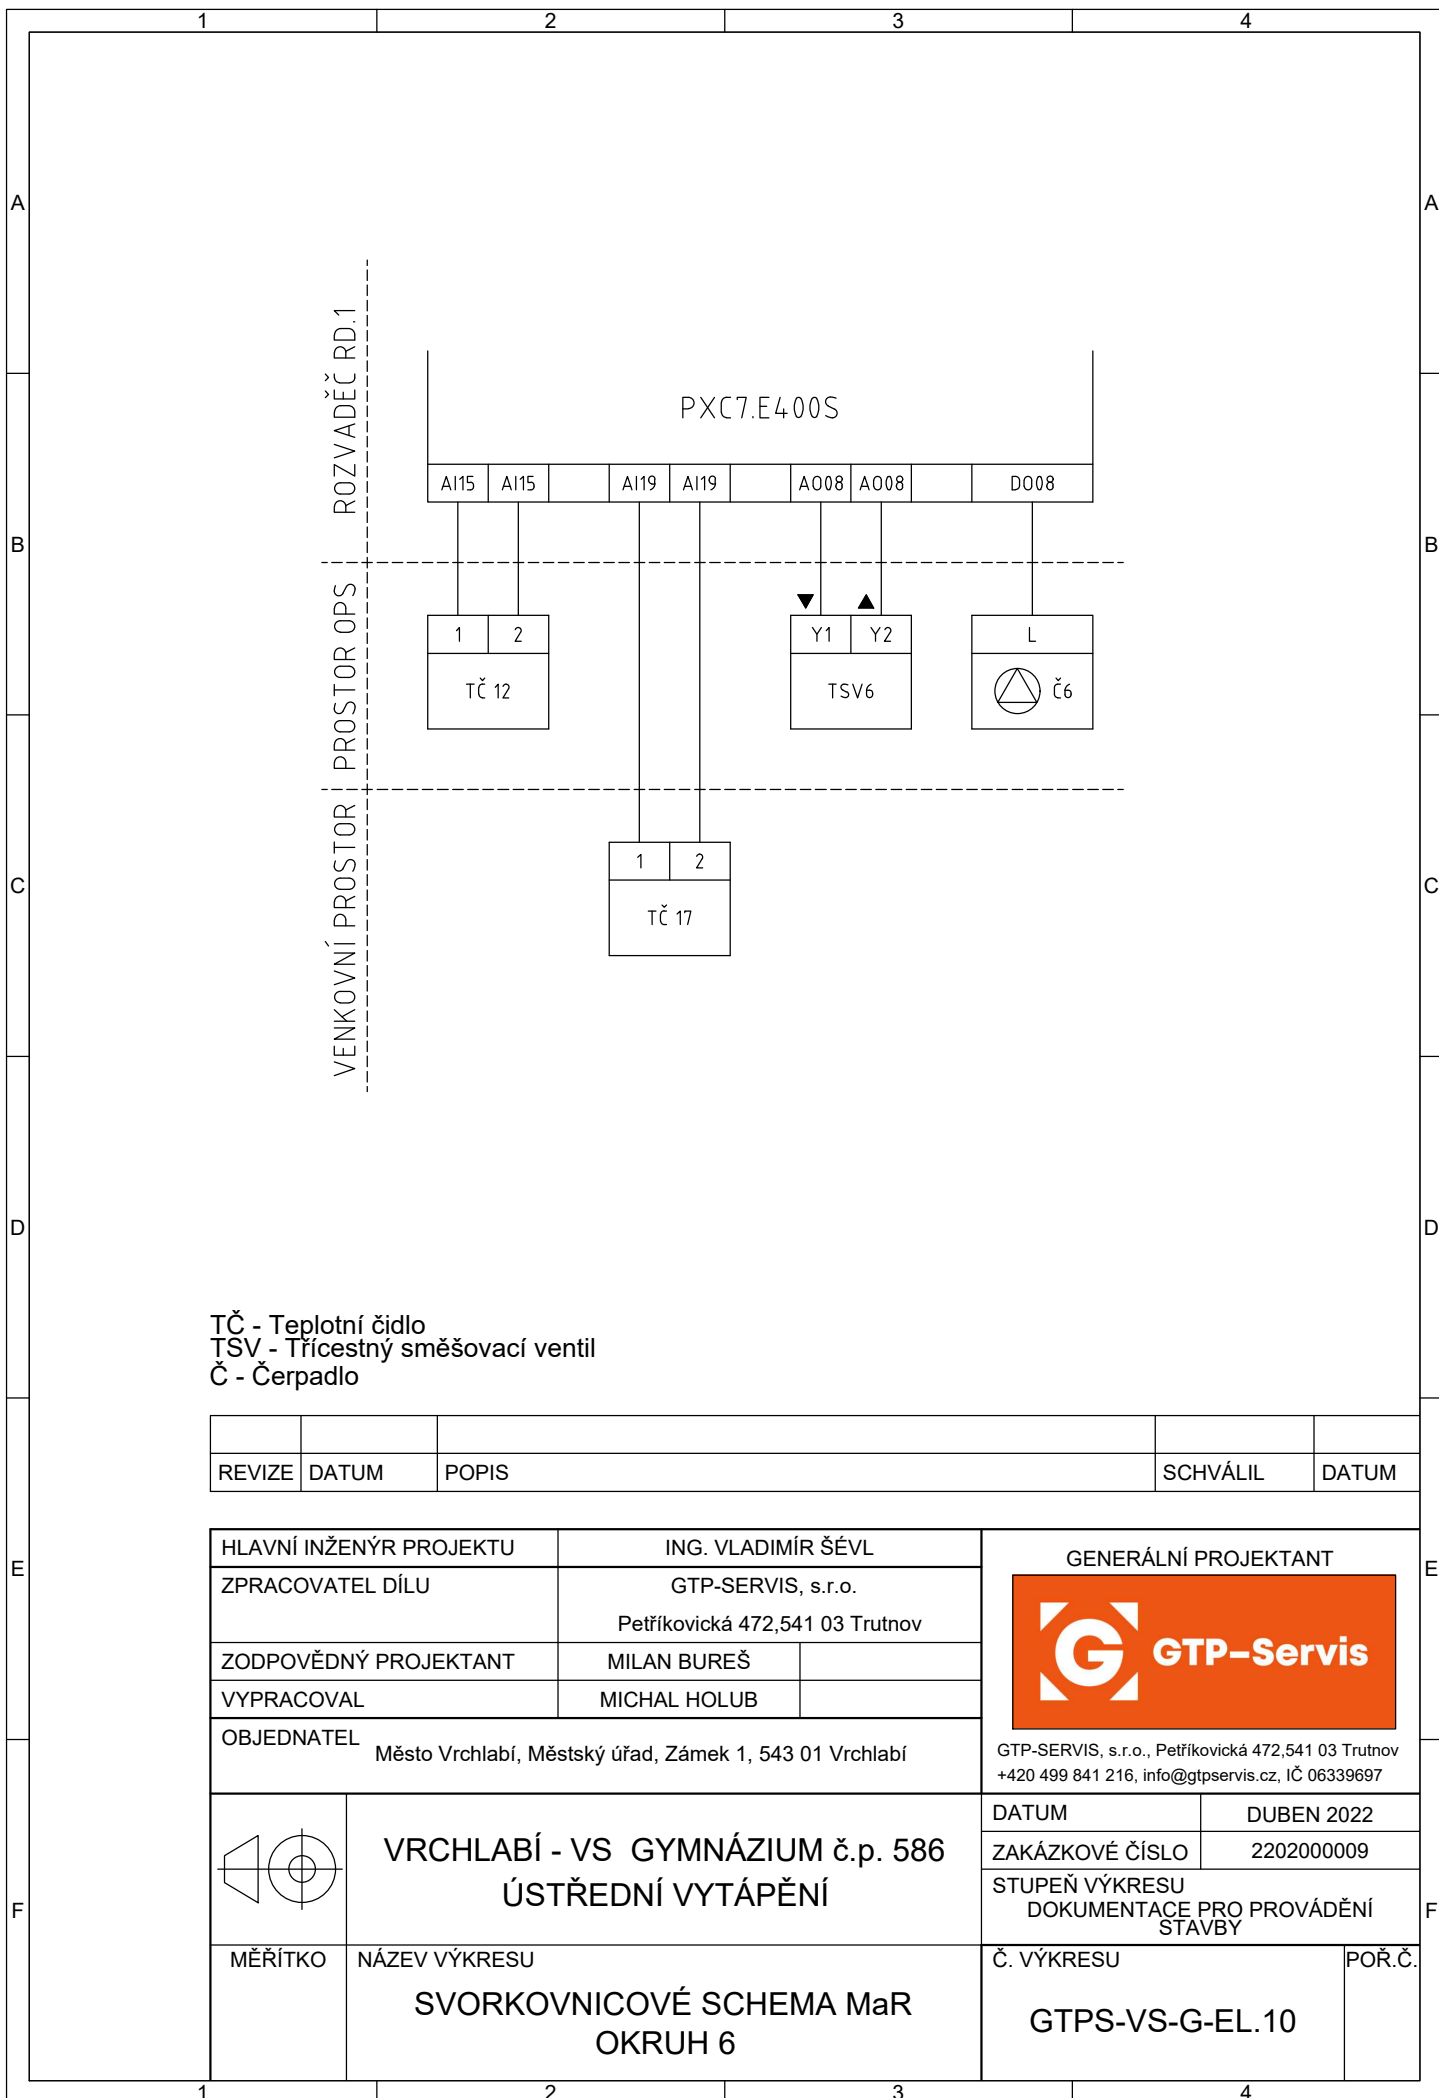 1 2 3 4
A A
B B
C C
D D
E E
F F
ROZVADĚČ RD.1
PROSTOR OPS
VENKOVNÍ PROSTOR
PXC7.E400S
AI15 AI15 AI19 AI19 AO08 AO08 DO08
1 2
TČ 12
Y1 Y2
TSV6
L
Č6
1 2
TČ 17
TČ - Teplotní čidlo
TSV - Třícestný směšovací ventil
Č - Čerpadlo
REVIZE DATUM POPIS SCHVÁLIL DATUM
HLAVNÍ INŽENÝR PROJEKTU ING. VLADIMÍR ŠÉVL
ZPRACOVATEL DÍLU GTP-SERVIS, s.r.o.
Petříkovická 472,541 03 Trutnov
ZODPOVĚDNÝ PROJEKTANT MILAN BUREŠ
VYPRACOVAL MICHAL HOLUB
OBJEDNATEL Město Vrchlabí, Městský úřad, Zámek 1, 543 01 Vrchlabí
GENERÁLNÍ PROJEKTANT
G GTP-Servis
GTP-SERVIS, s.r.o., Petříkovická 472,541 03 Trutnov
+420 499 841 216, info@gtpservis.cz, IČ 06339697
VRCHLABÍ - VS GYMNÁZIUM č.p. 586
ÚSTŘEDNÍ VYTÁPĚNÍ
DATUM DUBEN 2022
ZAKÁZKOVÉ ČÍSLO 2202000009
STUPEŇ VÝKRESU
DOKUMENTACE PRO PROVÁDĚNÍ
STAVBY
MĚŘÍTKO
NÁZEV VÝKRESU
SVORKOVNICOVÉ SCHEMA MaR
OKRUH 6
Č. VÝKRESU POŘ.Č.
GTPS-VS-G-EL.10
1 2 3 4